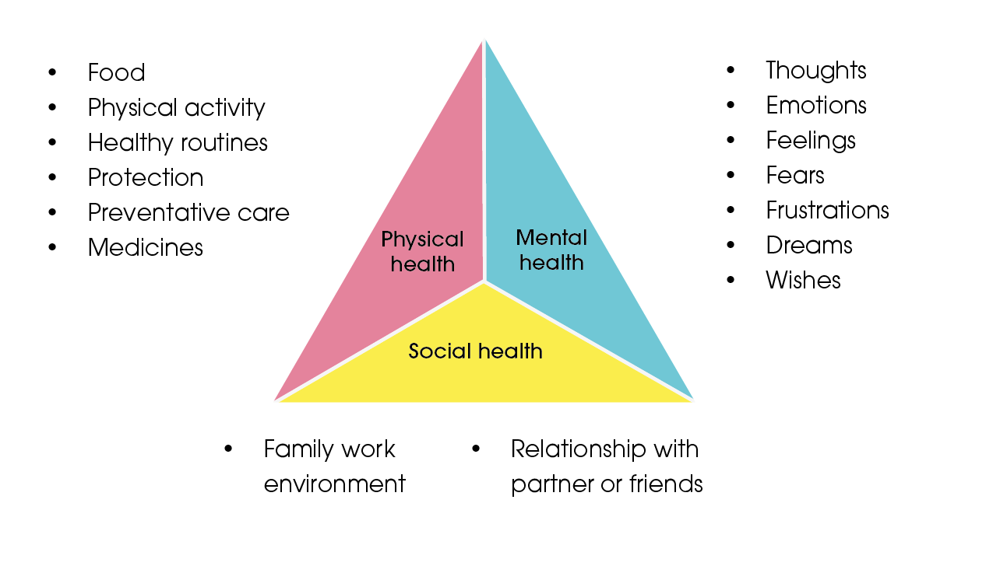 • Food
• Physical activity
• Healthy routines
• Protection
• Preventative care
• Medicines
Physical
health
Mental
health
Social health
• Thoughts
• Emotions
• Feelings
• Fears
• Frustrations
• Dreams
• Wishes
• Family work
environment
• Relationship with
partner or friends